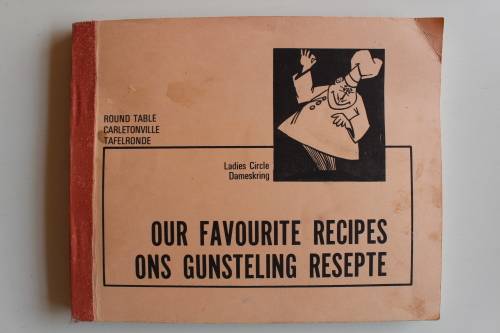 ROUND TABLE
CARLETONVILLE
TAFELRONDE
Ladies Circle
Dameskring
OUR FAVOURITE RECIPES
ONS GUNSTELING RESEPTE